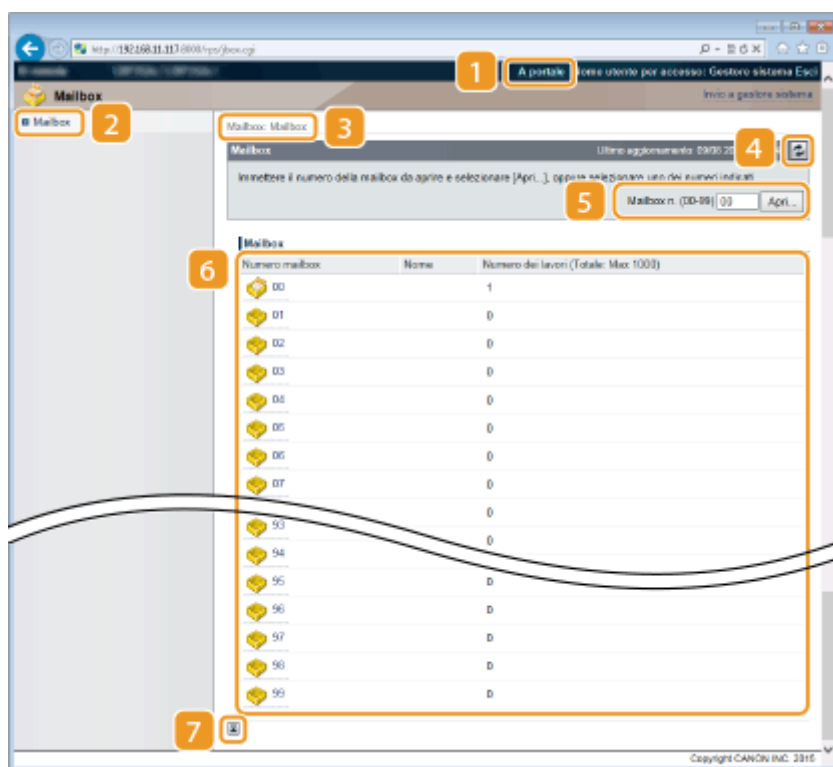 http://192.168.11.117:8000/rps/jbox.cgi
1
A portale
Nome utente per accesso: Gestore sistema Esci
Mailbox
Invio a gestore sistema
Mailbox
2
Mailbox: Mailbox
3
Mailbox
Ultimo aggiornamento: 09/06
4
Immettere il numero della mailbox da aprire e selezionare [Apri...], oppure selezionare uno dei numeri indicati
5
Mailbox n. (00-99) 00 Apri...
Mailbox
6
Numero mailbox Nome Numero dei lavori (Totale: Max 1000)
00 1
01 0
02 0
03 0
04 0
05 0
06 0
07 0
0
93
0
94
95 0
96 0
97 0
98 0
99 0
7
Copyright CANON INC. 2015